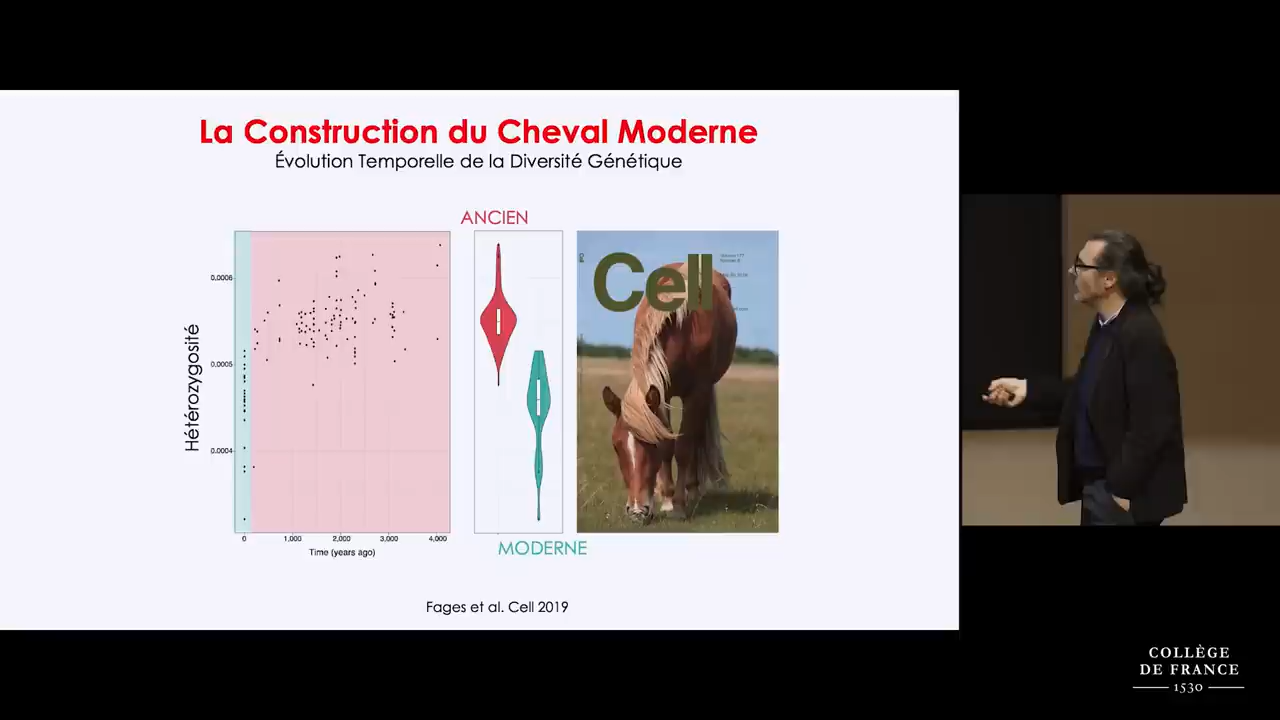 La Construction du Cheval Moderne
Évolution Temporelle de la Diversité Génétique
ANCIEN
Hétérozygosité
0.0006
0.0005
0.0004
0
1,000
2,000
3,000
4,000
Time (years ago)
Cell
MODERNE
Fages et al. Cell 2019
COLLÈGE
DE FRANCE
1530